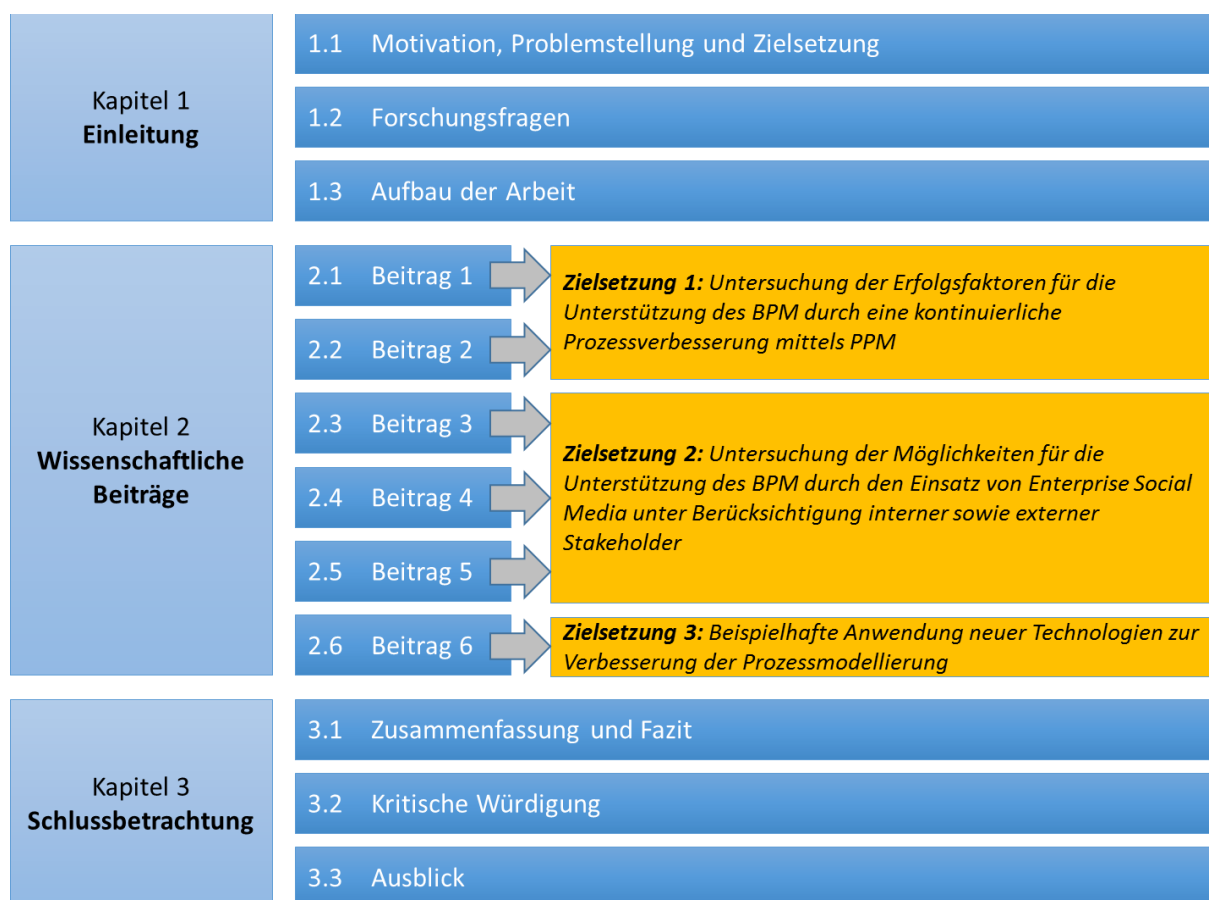 Kapitel 1
Einleitung
1.1 Motivation, Problemstellung und Zielsetzung
1.2 Forschungsfragen
1.3 Aufbau der Arbeit
Kapitel 2
Wissenschaftliche
Beiträge
2.1 Beitrag 1
2.2 Beitrag 2
Zielsetzung 1: Untersuchung der Erfolgsfaktoren für die
Unterstützung des BPM durch eine kontinuierliche
Prozessverbesserung mittels PPM
2.3 Beitrag 3
2.4 Beitrag 4
2.5 Beitrag 5
Zielsetzung 2: Untersuchung der Möglichkeiten für die
Unterstützung des BPM durch den Einsatz von Enterprise Social
Media unter Berücksichtigung interner sowie externer
Stakeholder
2.6 Beitrag 6
Zielsetzung 3: Beispielhafte Anwendung neuer Technologien zur
Verbesserung der Prozessmodellierung
Kapitel 3
Schlussbetrachtung
3.1 Zusammenfassung und Fazit
3.2 Kritische Würdigung
3.3 Ausblick